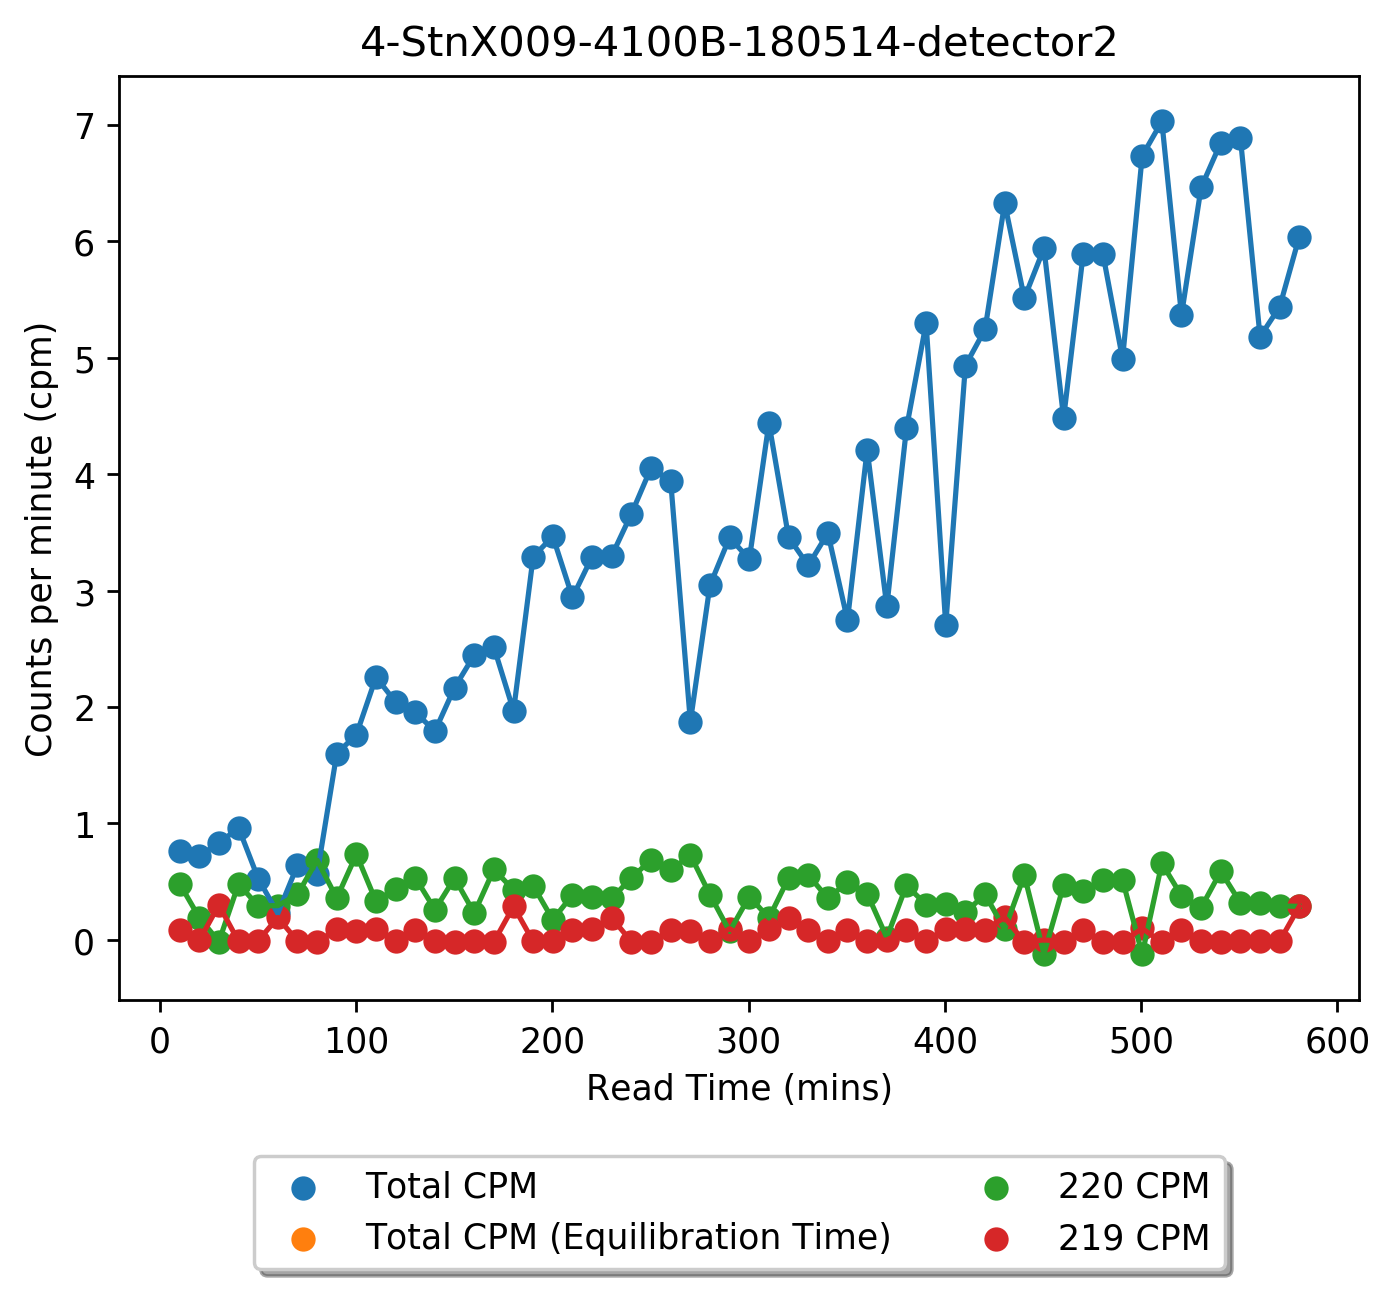 4-StnX009-4100B-180514-detector2
7
6
5
4
3
2
1
0
Counts per minute (cpm)
0 100 200 300 400 500 600
Read Time (mins)
Total CPM 220 CPM
Total CPM (Equilibration Time) 219 CPM